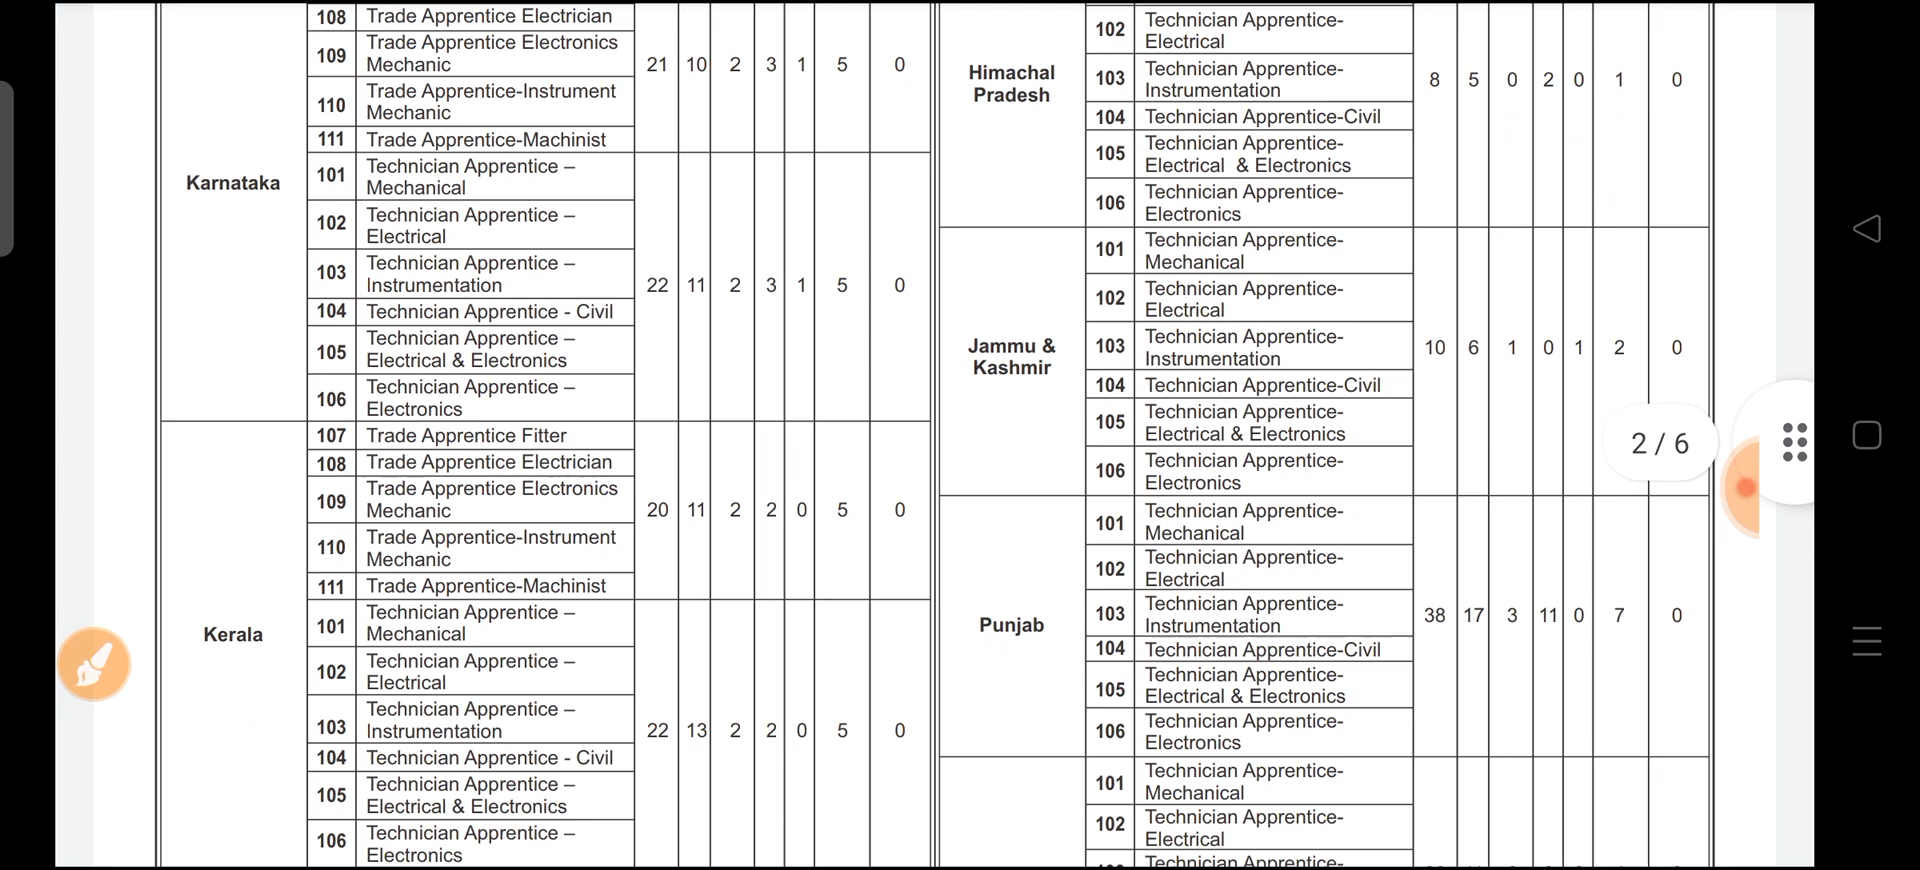 108 Trade Apprentice Electrician
109 Trade Apprentice Electronics
Mechanic
110 Trade Apprentice-Instrument
Mechanic
111 Trade Apprentice-Machinist
21 10 2 3 1 5 0
Karnataka
101 Technician Apprentice –
Mechanical
102 Technician Apprentice –
Electrical
103 Technician Apprentice –
Instrumentation
104 Technician Apprentice - Civil
105 Technician Apprentice –
Electrical & Electronics
106 Technician Apprentice –
Electronics
22 11 2 3 1 5 0
107 Trade Apprentice Fitter
108 Trade Apprentice Electrician
109 Trade Apprentice Electronics
Mechanic
110 Trade Apprentice-Instrument
Mechanic
111 Trade Apprentice-Machinist
20 11 2 2 0 5 0
Kerala
101 Technician Apprentice –
Mechanical
102 Technician Apprentice –
Electrical
103 Technician Apprentice –
Instrumentation
104 Technician Apprentice - Civil
105 Technician Apprentice –
Electrical & Electronics
106 Technician Apprentice –
Electronics
22 13 2 2 0 5 0
Himachal
Pradesh
102 Technician Apprentice-
Electrical
103 Technician Apprentice-
Instrumentation
104 Technician Apprentice-Civil
105 Technician Apprentice-
Electrical & Electronics
106 Technician Apprentice-
Electronics
8 5 0 2 0 1 0
Jammu &
Kashmir
101 Technician Apprentice-
Mechanical
102 Technician Apprentice-
Electrical
103 Technician Apprentice-
Instrumentation
104 Technician Apprentice-Civil
105 Technician Apprentice-
Electrical & Electronics
106 Technician Apprentice-
Electronics
10 6 1 0 1 2 0
2 / 6
Punjab
101 Technician Apprentice-
Mechanical
102 Technician Apprentice-
Electrical
103 Technician Apprentice-
Instrumentation
104 Technician Apprentice-Civil
105 Technician Apprentice-
Electrical & Electronics
106 Technician Apprentice-
Electronics
38 17 3 11 0 7 0
101 Technician Apprentice-
Mechanical
102 Technician Apprentice-
Electrical
Technician Apprentice-